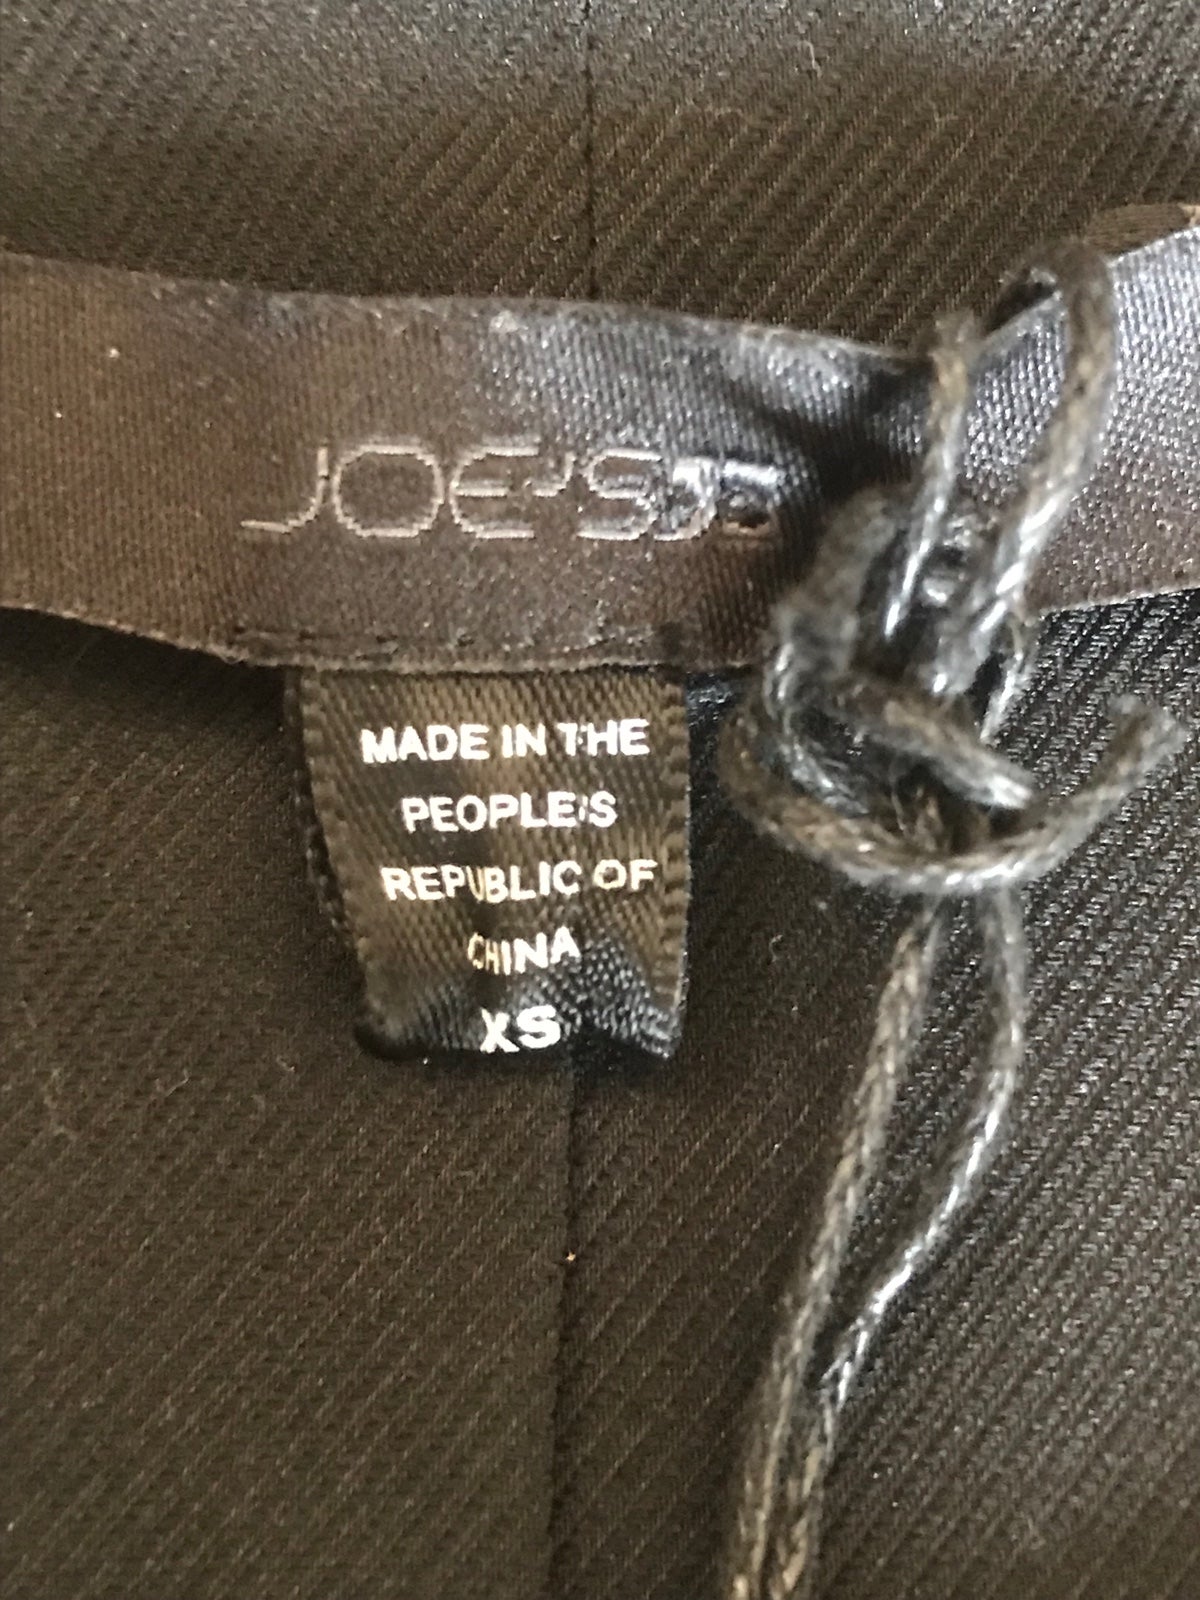 JOE'S
MADE IN THE
PEOPLE'S
REPUBLIC OF
CHINA
XS